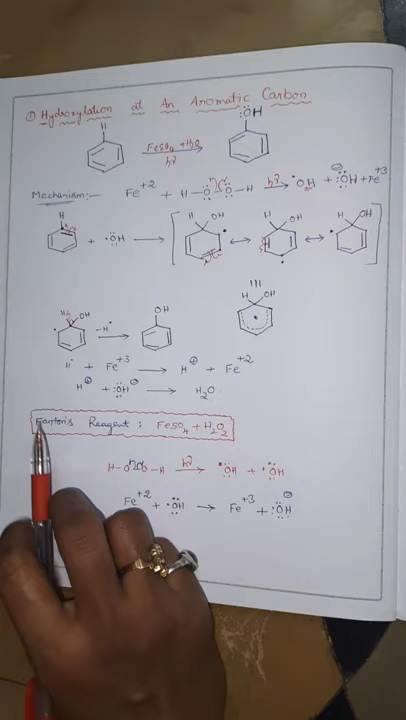 ① Hydroxylation at An Aromatic Carbon
H :ÖH
FeSO4 + H2O2
hν
Mechanism:- Fe+2 + H-O-O-H hν → •OH + ⊖:OH + Fe+3
H + •OH → [ H OH • ↔ H OH • ↔ H OH • ]
|||
H OH •
• H OH -H• → OH
H• + Fe+3 → H⊕ + Fe+2
H⊕ + :OH⊖ → H2O
Fanton's Reagent : FeSO4 + H2O2
H-O-O-H hν → •OH + •OH
Fe+2 + •OH → Fe+3 + :OH⊖